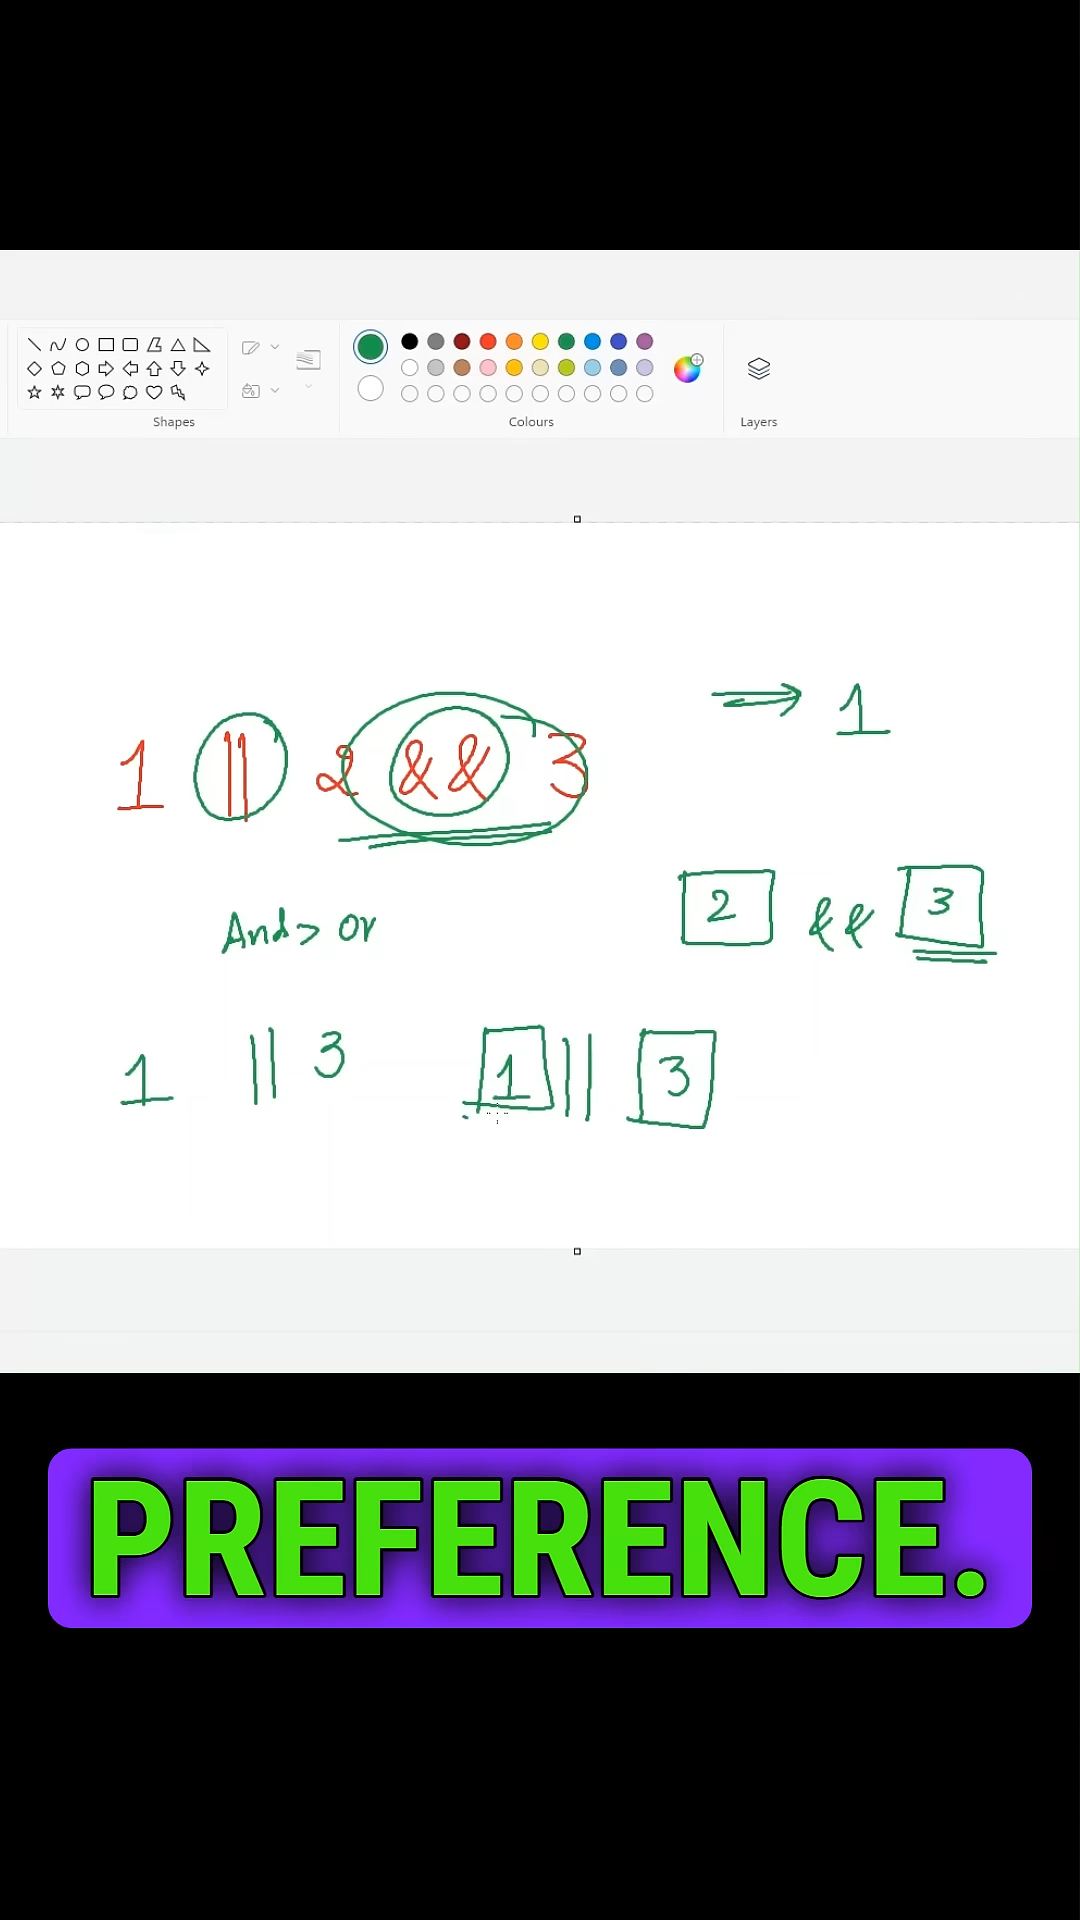 Shapes
Colours
Layers
⇒ 1
1 || 2 && 3
And > or
2 && 3
1 || 3
1 || 3
PREFERENCE.